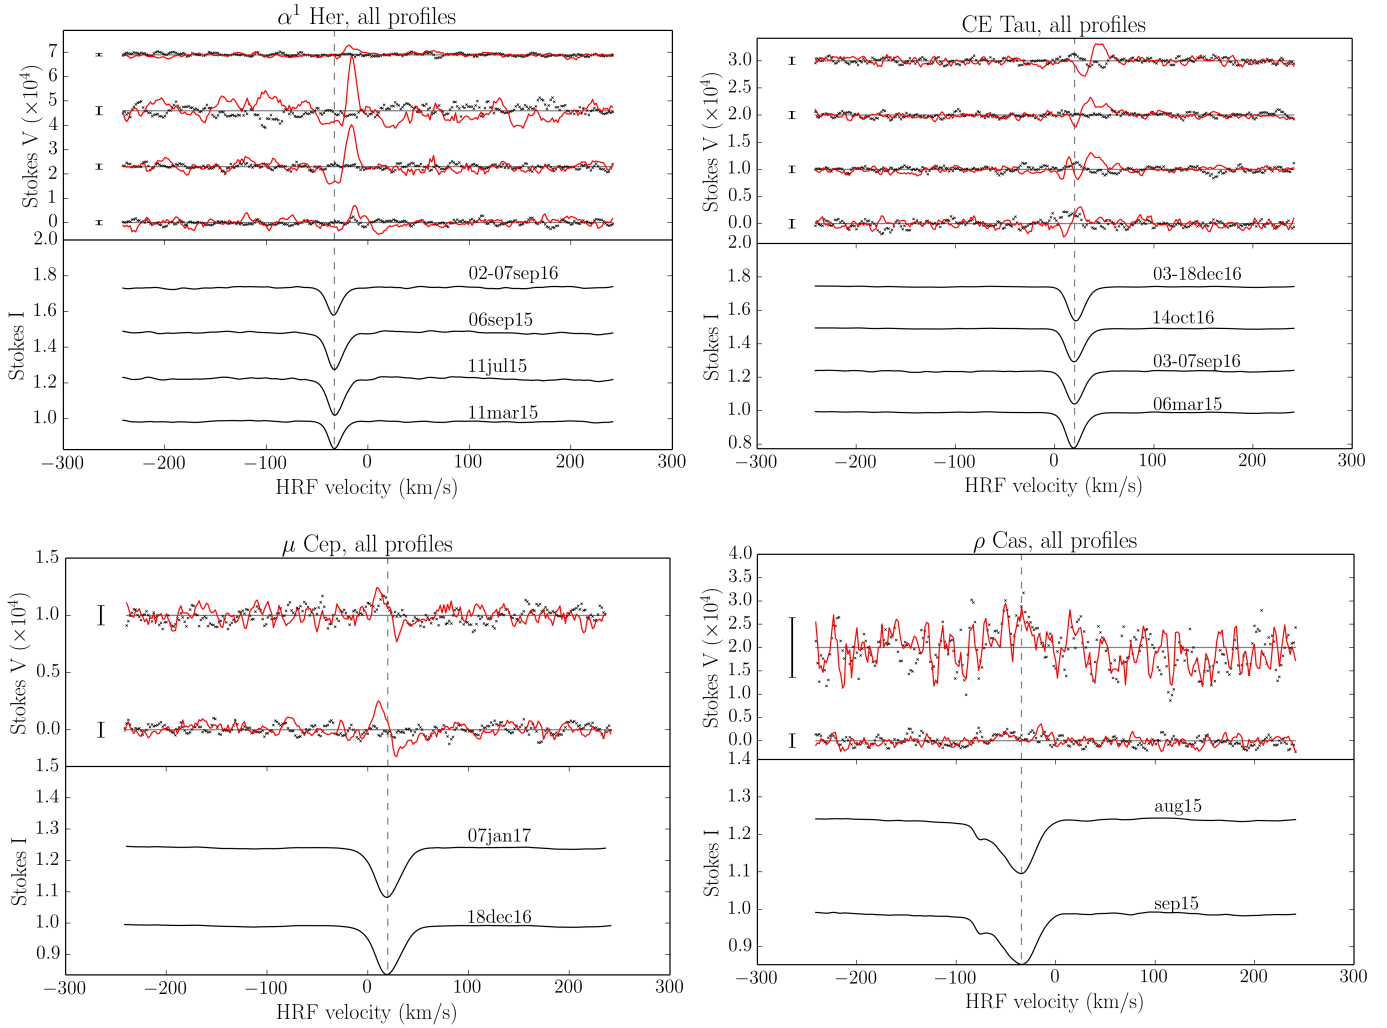 α¹ Her, all profiles
Stokes V (×10⁴)
7
6
5
4
3
2
1
0
2.0
1.8
1.6
1.4
1.2
1.0
Stokes I
02-07sep16
06sep15
11jul15
11mar15
−300 −200 −100 0 100 200 300
HRF velocity (km/s)
CE Tau, all profiles
Stokes V (×10⁴)
3.0
2.5
2.0
1.5
1.0
0.5
0.0
2.0
1.8
1.6
1.4
1.2
1.0
0.8
Stokes I
03-18dec16
14oct16
03-07sep16
06mar15
−300 −200 −100 0 100 200 300
HRF velocity (km/s)
μ Cep, all profiles
Stokes V (×10⁴)
1.5
1.0
0.5
0.0
1.5
1.4
1.3
1.2
1.1
1.0
0.9
Stokes I
07jan17
18dec16
−300 −200 −100 0 100 200 300
HRF velocity (km/s)
ρ Cas, all profiles
Stokes V (×10⁴)
4.0
3.5
3.0
2.5
2.0
1.5
1.0
0.5
0.0
1.4
1.3
1.2
1.1
1.0
0.9
Stokes I
aug15
sep15
−300 −200 −100 0 100 200 300
HRF velocity (km/s)